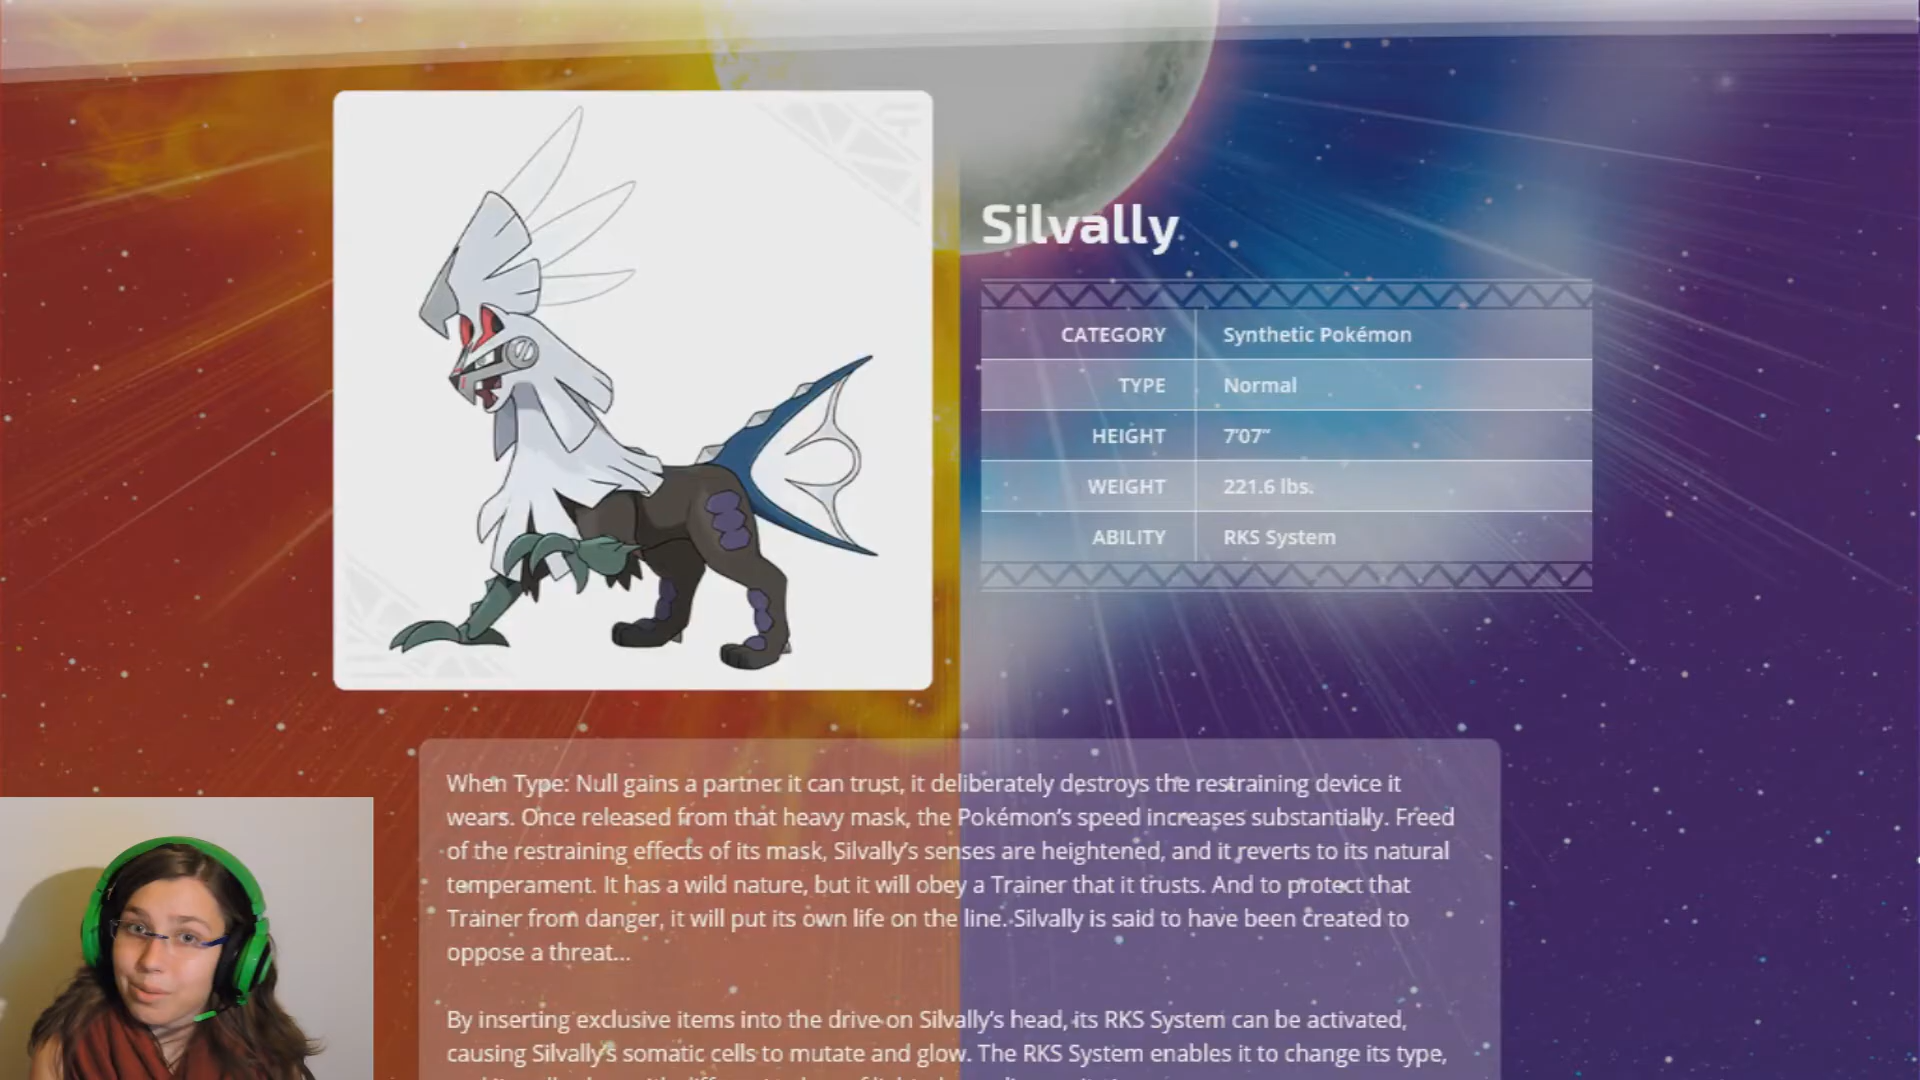 Silvally
CATEGORY Synthetic Pokémon
TYPE Normal
HEIGHT 7'07"
WEIGHT 221.6 lbs.
ABILITY RKS System
When Type: Null gains a partner it can trust, it deliberately destroys the restraining device it
wears. Once released from that heavy mask, the Pokémon's speed increases substantially. Freed
of the restraining effects of its mask, Silvally's senses are heightened, and it reverts to its natural
temperament. It has a wild nature, but it will obey a Trainer that it trusts. And to protect that
Trainer from danger, it will put its own life on the line. Silvally is said to have been created to
oppose a threat...
By inserting exclusive items into the drive on Silvally's head, its RKS System can be activated,
causing Silvally's somatic cells to mutate and glow. The RKS System enables it to change its type,